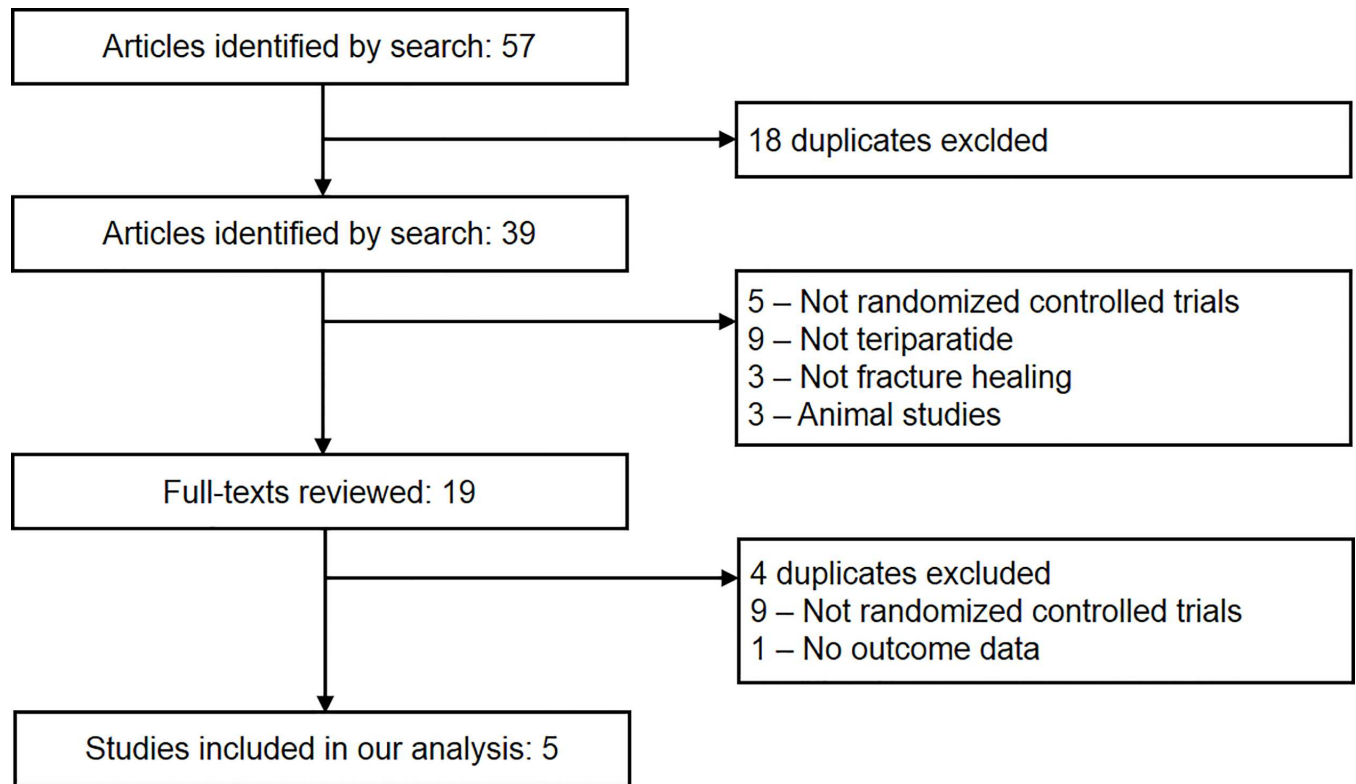 Articles identified by search: 57
18 duplicates exclded
Articles identified by search: 39
5 – Not randomized controlled trials
9 – Not teriparatide
3 – Not fracture healing
3 – Animal studies
Full-texts reviewed: 19
4 duplicates excluded
9 – Not randomized controlled trials
1 – No outcome data
Studies included in our analysis: 5